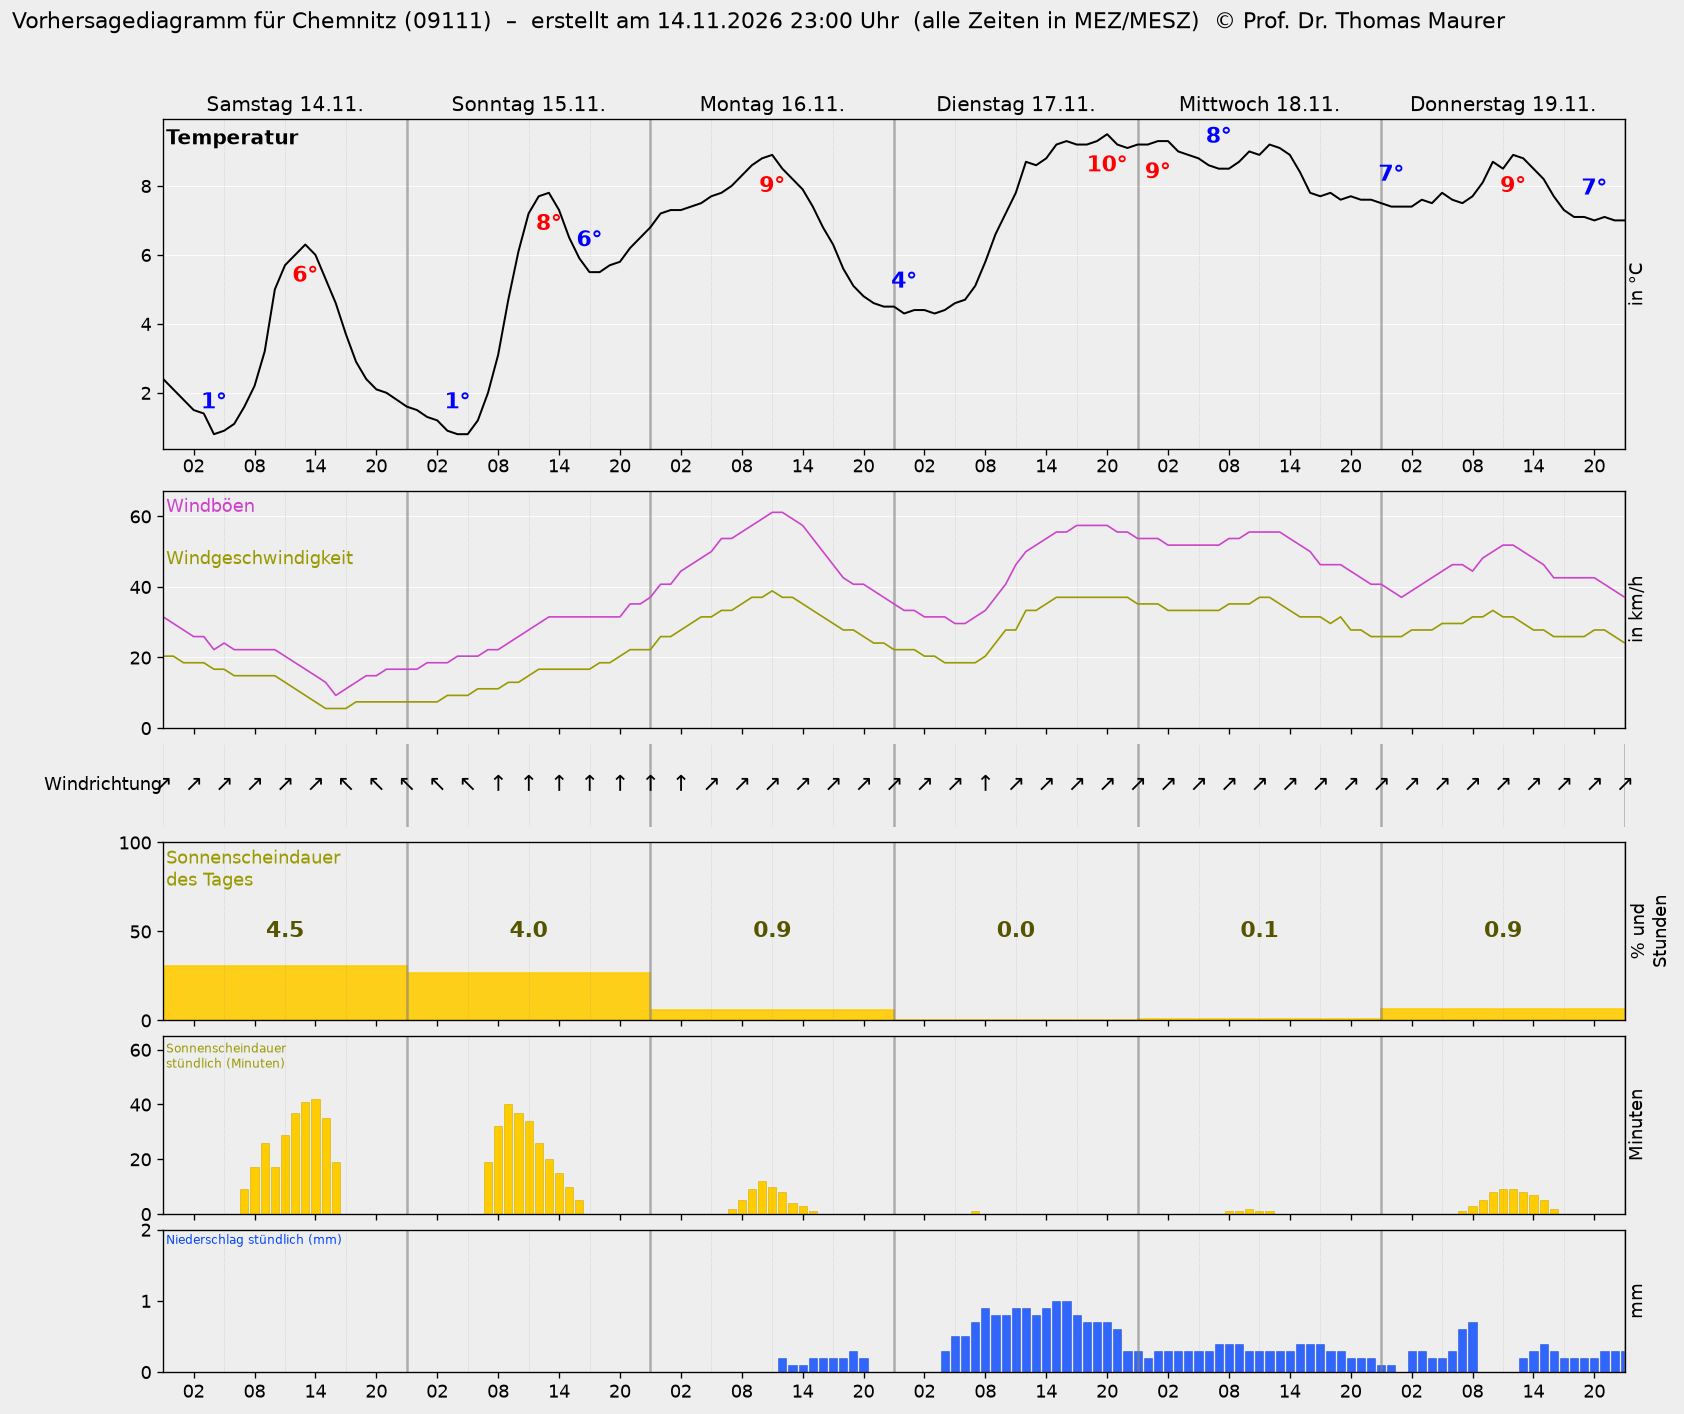 Vorhersagediagramm für Chemnitz (09111)  –  erstellt am 14.11.2026 23:00 Uhr  (alle Zeiten in MEZ/MESZ)  © Prof. Dr. Thomas Maurer
Samstag 14.11. Sonntag 15.11. Montag 16.11. Dienstag 17.11. Mittwoch 18.11. Donnerstag 19.11.
Temperatur
8 6 4 2
1° 6° 1° 8° 6° 9° 4° 10° 9° 8° 7° 9° 7°
in °C
02 08 14 20 02 08 14 20 02 08 14 20 02 08 14 20 02 08 14 20 02 08 14 20
Windböen
Windgeschwindigkeit
60 40 20 0
in km/h
Windrichtung ↗ ↗ ↗ ↗ ↗ ↗ ↖ ↖ ↖ ↖ ↖ ↑ ↑ ↑ ↑ ↑ ↑ ↑ ↗ ↗ ↗ ↗ ↗ ↗ ↗ ↗ ↗ ↑ ↗ ↗ ↗ ↗ ↗ ↗ ↗ ↗ ↗ ↗ ↗ ↗ ↗ ↗ ↗ ↗ ↗ ↗ ↗ ↗ ↗
Sonnenscheindauer
des Tages
100 50 0
4.5 4.0 0.9 0.0 0.1 0.9
% und
Stunden
Sonnenscheindauer
stündlich (Minuten)
60 40 20 0
Minuten
Niederschlag stündlich (mm)
2 1 0
mm
02 08 14 20 02 08 14 20 02 08 14 20 02 08 14 20 02 08 14 20 02 08 14 20